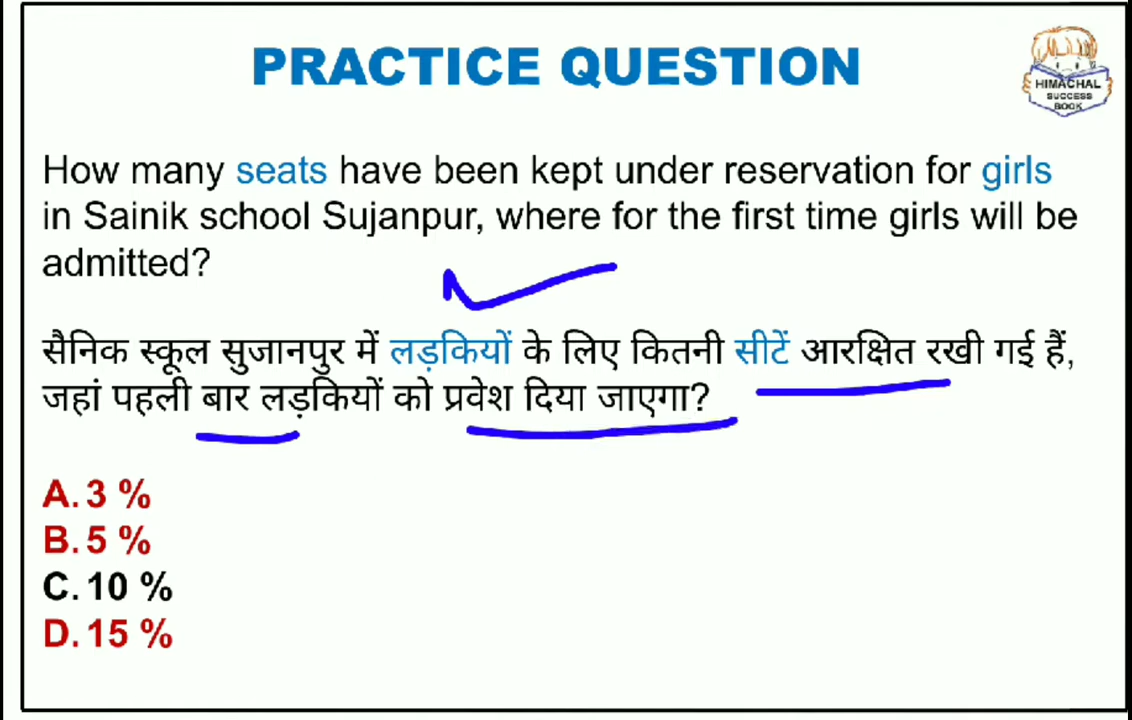 PRACTICE QUESTION
HIMACHAL
SUCCESS
BOOK
How many seats have been kept under reservation for girls
in Sainik school Sujanpur, where for the first time girls will be
admitted?
सैनिक स्कूल सुजानपुर में लड़कियों के लिए कितनी सीटें आरक्षित रखी गई हैं,
जहां पहली बार लड़कियों को प्रवेश दिया जाएगा?
A. 3 %
B. 5 %
C. 10 %
D. 15 %